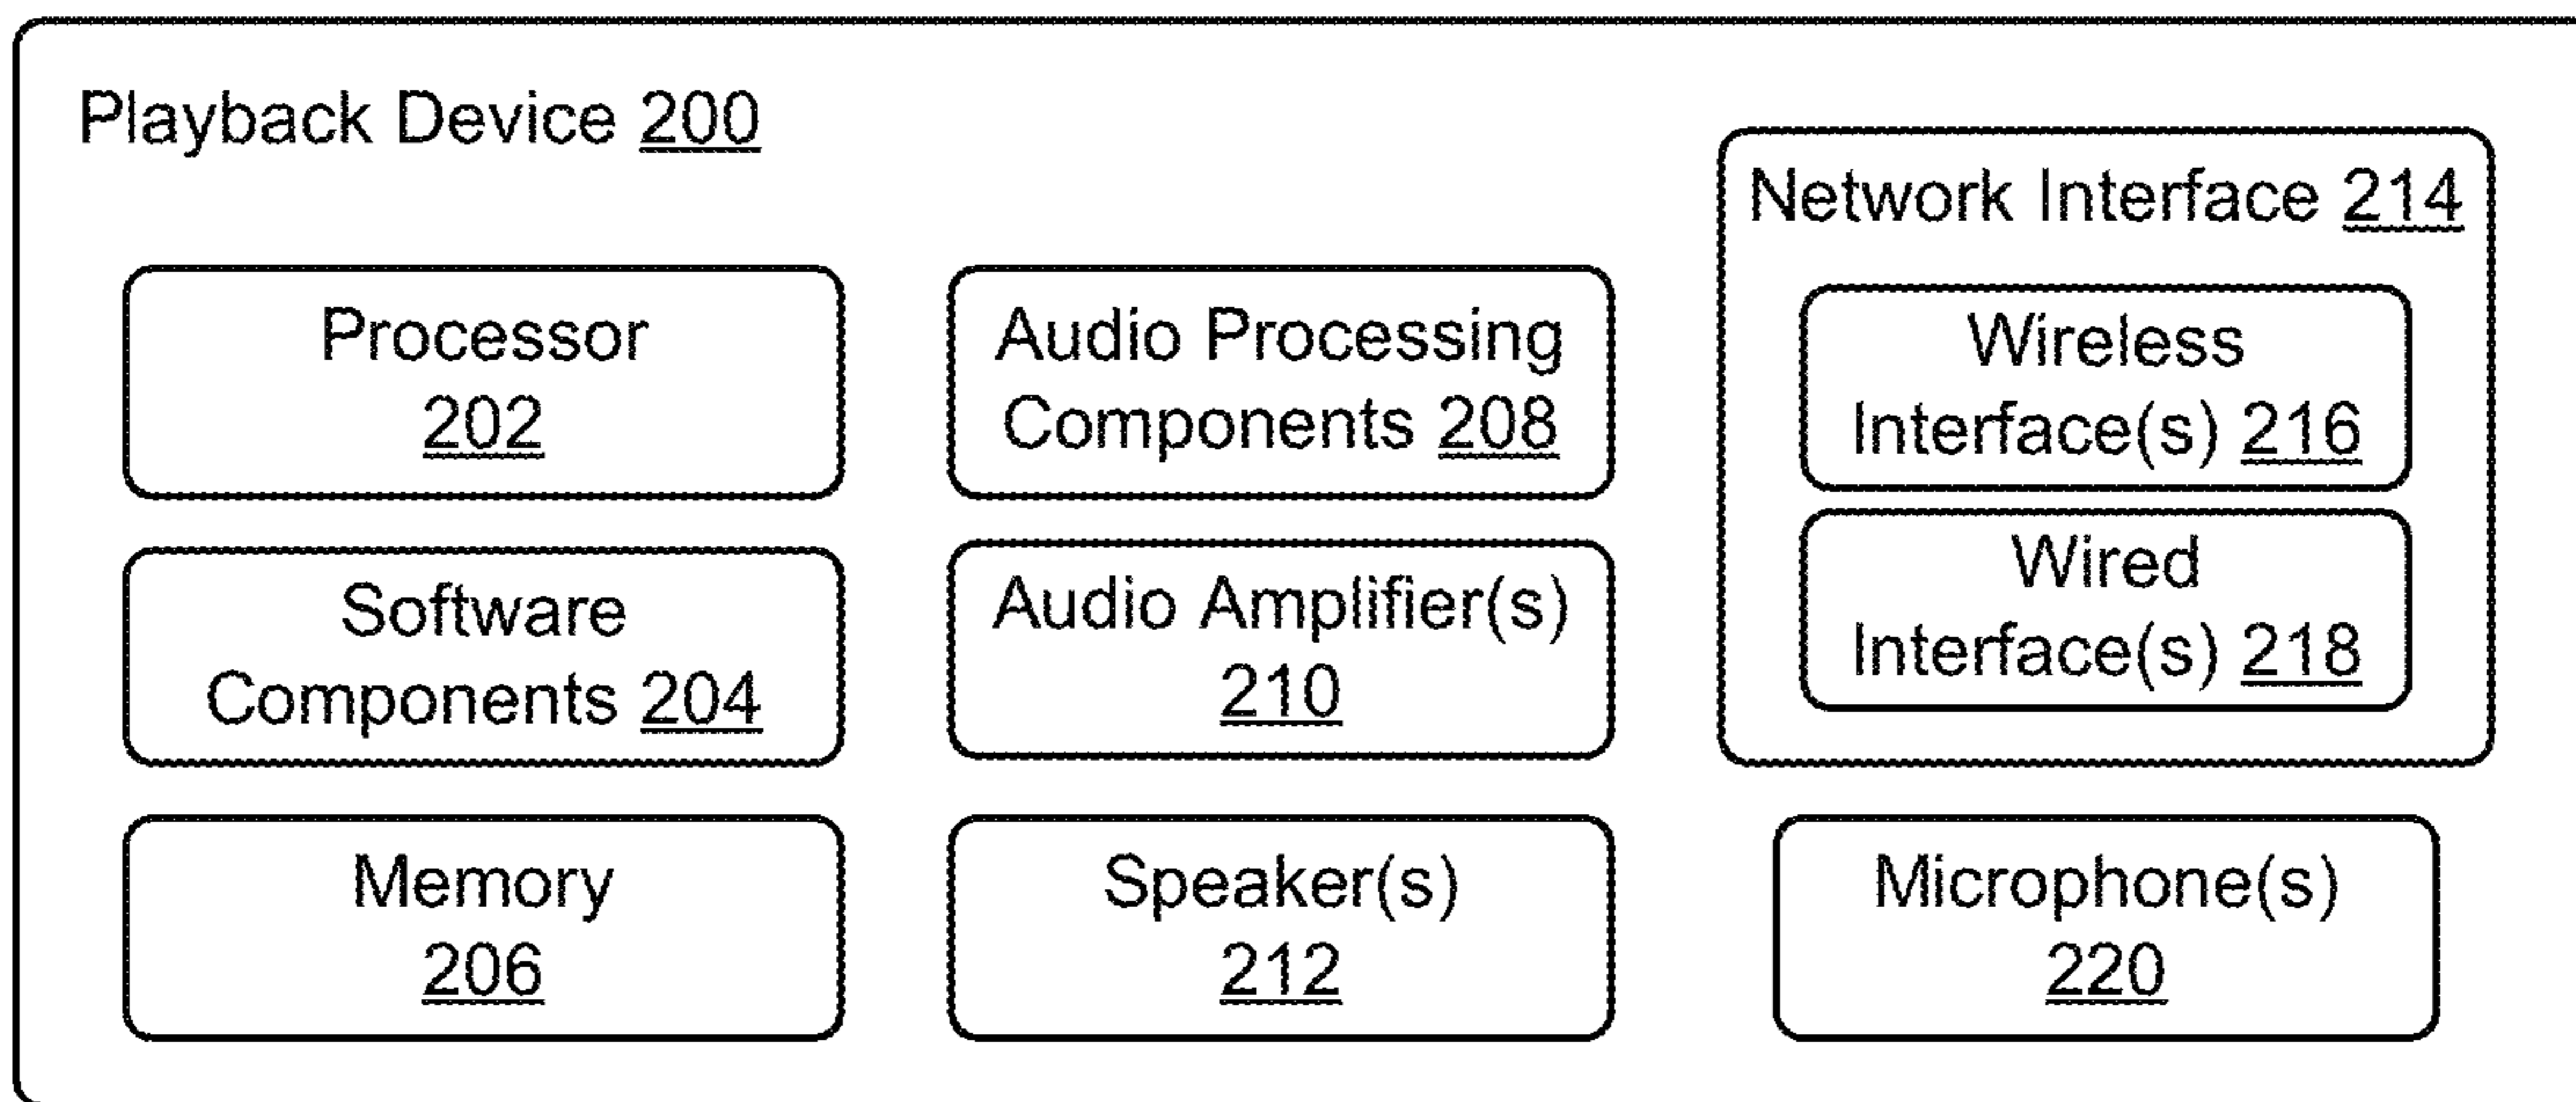 Playback Device 200
Processor
202
Software
Components 204
Memory
206
Audio Processing
Components 208
Audio Amplifier(s)
210
Speaker(s)
212
Network Interface 214
Wireless
Interface(s) 216
Wired
Interface(s) 218
Microphone(s)
220